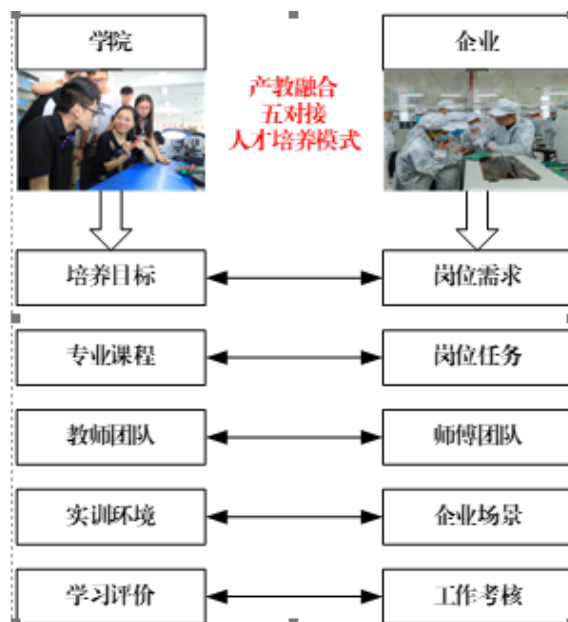 学院
企业
产教融合
五对接
人才培养模式
培养目标
岗位需求
专业课程
岗位任务
教师团队
师傅团队
实训环境
企业场景
学习评价
工作考核